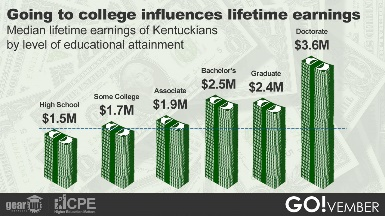 Going to college influences lifetime earnings
Median lifetime earnings of Kentuckians
by level of educational attainment
High School
$1.5M
Some College
$1.7M
Associate
$1.9M
Bachelor's
$2.5M
Graduate
$2.4M
Doctorate
$3.6M
gear up
CPE
GO!VEMBER